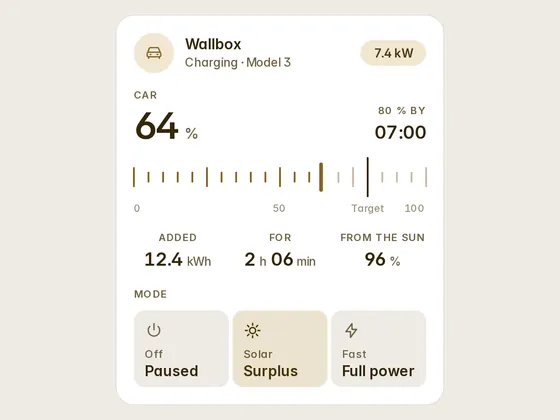 Wallbox
Charging · Model 3
7.4 kW
CAR
64 %
80 % BY
07:00
0 50 Target 100
ADDED FOR FROM THE SUN
12.4 kWh 2 h 06 min 96 %
MODE
Off Solar Fast
Paused Surplus Full power